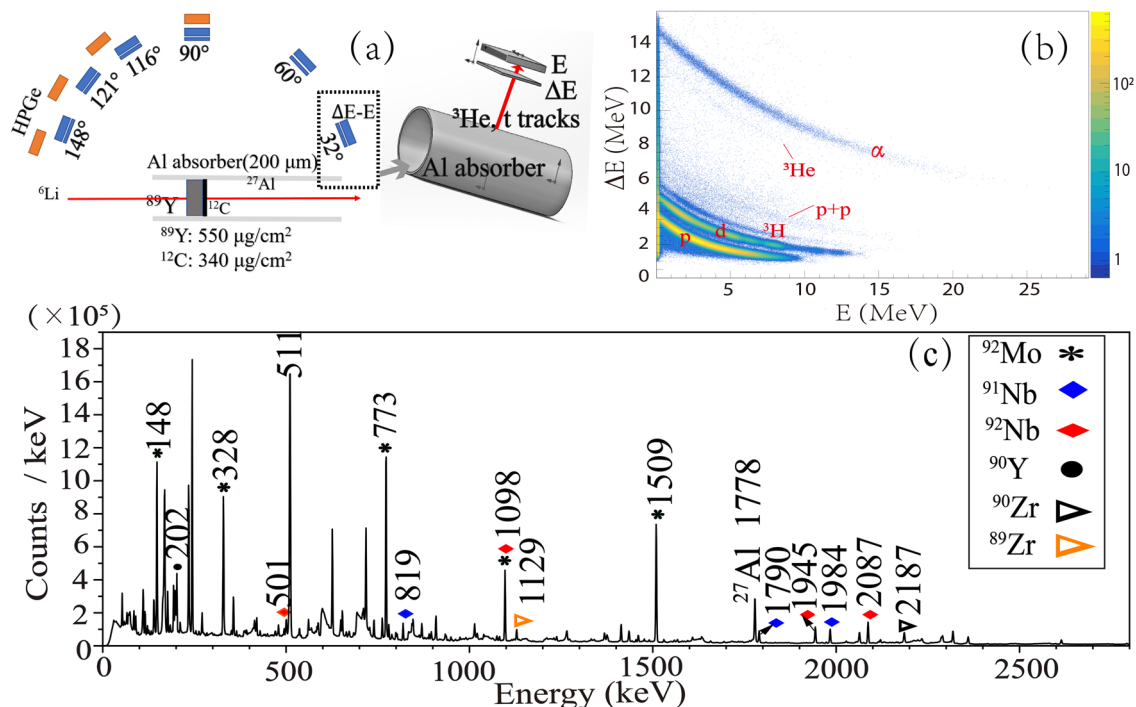 (a)
90°
116°
121°
148°
HPGe
60°
ΔE-E
32°
Al absorber(200 μm)
²⁷Al
⁶Li
⁸⁹Y
¹²C
⁸⁹Y: 550 μg/cm²
¹²C: 340 μg/cm²
E
ΔE
³He, t tracks
Al absorber
(b)
14
12
10
8
6
4
2
0
ΔE (MeV)
5
10
15
20
25
E (MeV)
³He
α
p+p
³H
d
p
10²
10
1
(×10⁵)
(c)
18
16
14
12
10
8
6
4
2
0
Counts / keV
0
500
1000
1500
2000
2500
Energy (keV)
148
202
328
501
511
773
819
1098
1129
1509
²⁷Al 1778
1790
1945
1984
2087
2187
⁹²Mo
⁹¹Nb
⁹²Nb
⁹⁰Y
⁹⁰Zr
⁸⁹Zr